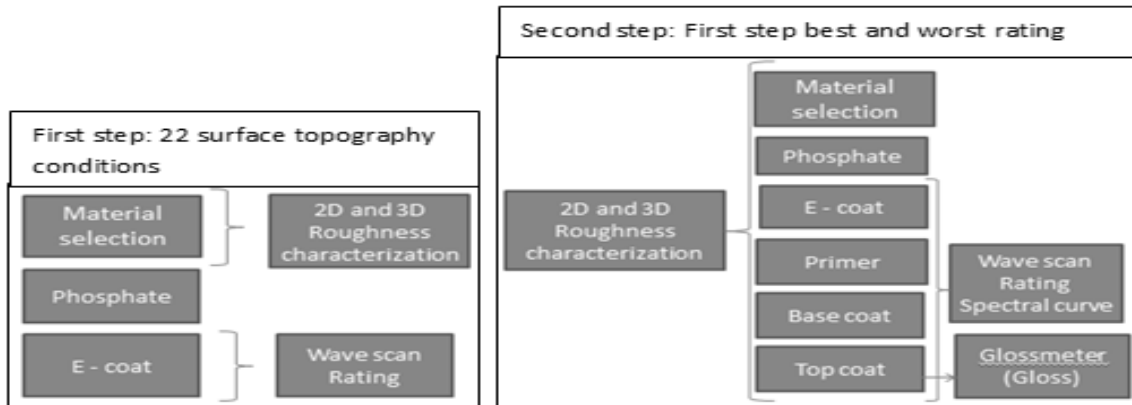 First step: 22 surface topography
conditions
Material
selection
2D and 3D
Roughness
characterization
Phosphate
E - coat
Wave scan
Rating
Second step: First step best and worst rating
2D and 3D
Roughness
characterization
Material
selection
Phosphate
E - coat
Primer
Base coat
Top coat
Wave scan
Rating
Spectral curve
Glossmeter
(Gloss)